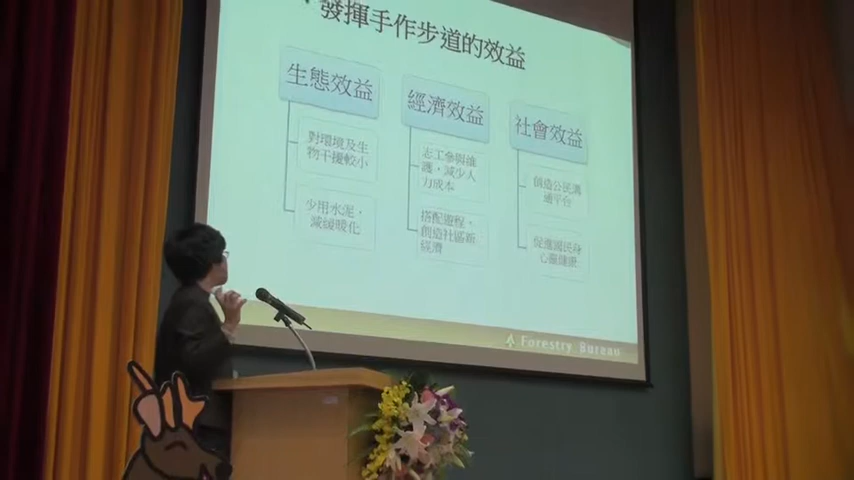 發揮手作步道的效益
生態效益
對環境及生
物干擾較小
少用水泥，
減緩暖化
經濟效益
志工參與維
護，減少人
力成本
搭配遊程，
創造社區新
經濟
社會效益
創造公民溝
通平台
促進國民身
心靈健康
Forestry Bureau